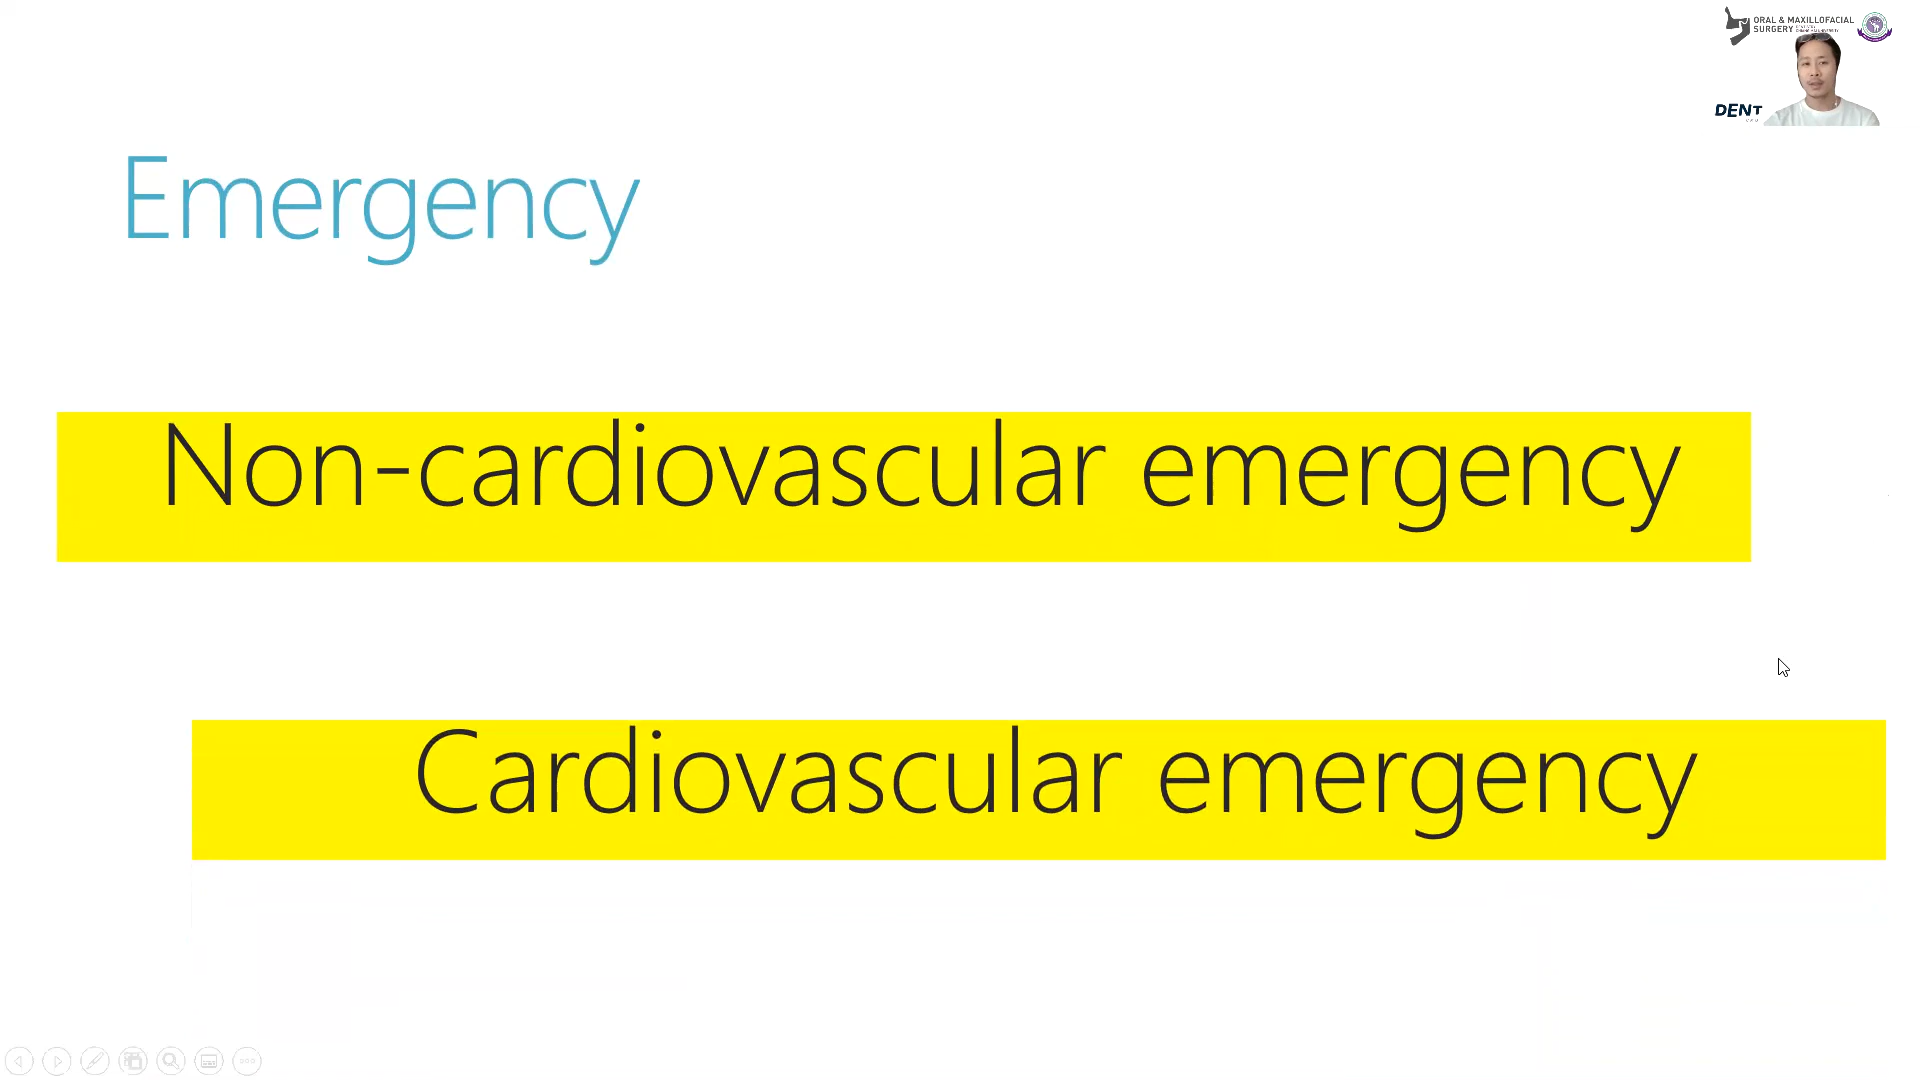 ORAL & MAXILLOFACIAL
SURGERY
DENT
Emergency
Non-cardiovascular emergency
Cardiovascular emergency